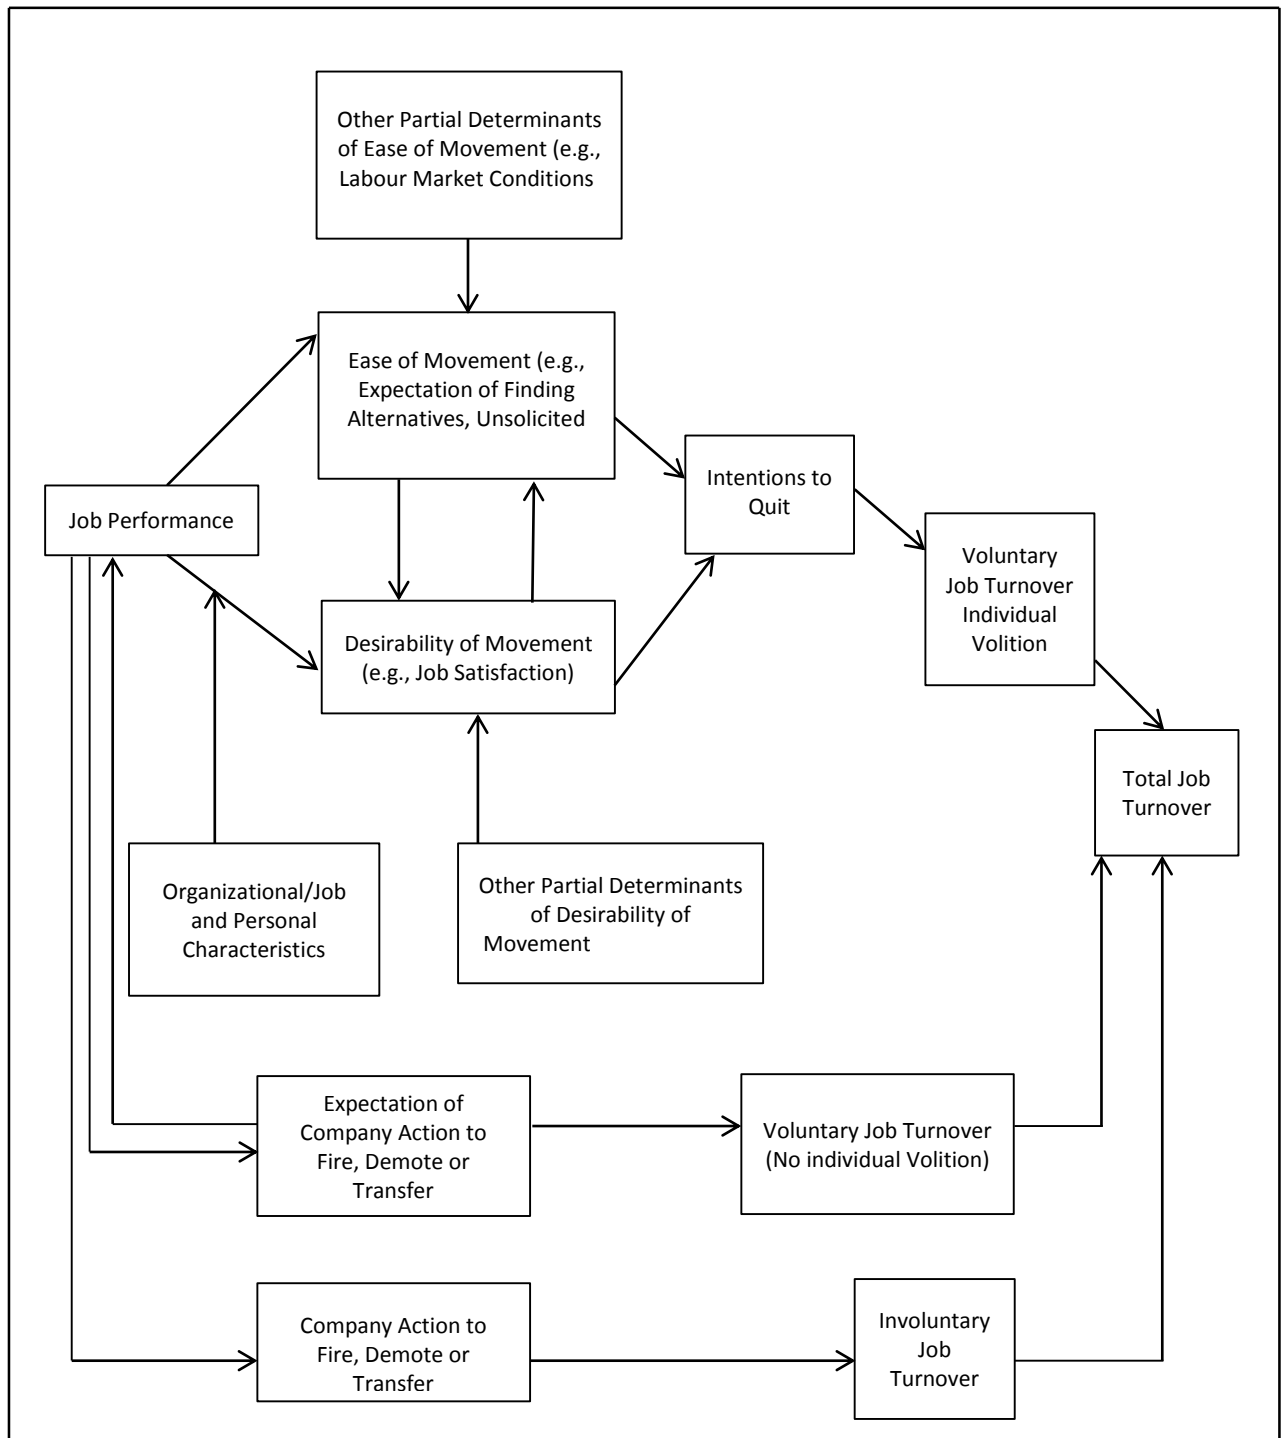 Other Partial Determinants
of Ease of Movement (e.g.,
Labour Market Conditions
Ease of Movement (e.g.,
Expectation of Finding
Alternatives, Unsolicited
Intentions to
Quit
Job Performance
Voluntary
Job Turnover
Individual
Volition
Desirability of Movement
(e.g., Job Satisfaction)
Total Job
Turnover
Organizational/Job
and Personal
Characteristics
Other Partial Determinants
of Desirability of
Movement
Expectation of
Company Action to
Fire, Demote or
Transfer
Voluntary Job Turnover
(No individual Volition)
Company Action to
Fire, Demote or
Transfer
Involuntary
Job
Turnover